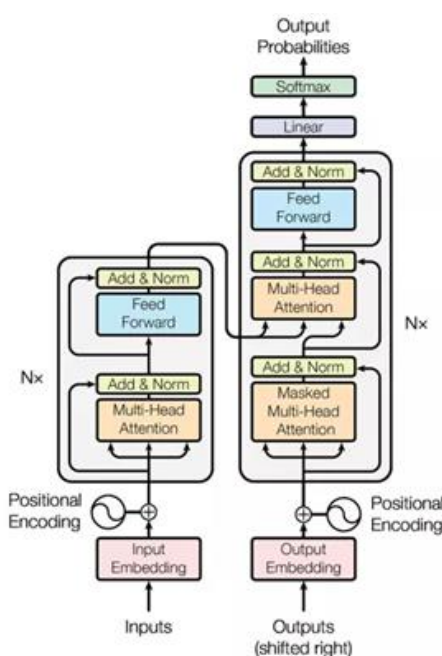 Output
Probabilities
Softmax
Linear
Add & Norm
Feed
Forward
Add & Norm
Multi-Head
Attention
Add & Norm
Masked
Multi-Head
Attention
Nx
Positional
Encoding
Output
Embedding
Outputs
(shifted right)
Add & Norm
Feed
Forward
Add & Norm
Multi-Head
Attention
Nx
Positional
Encoding
Input
Embedding
Inputs